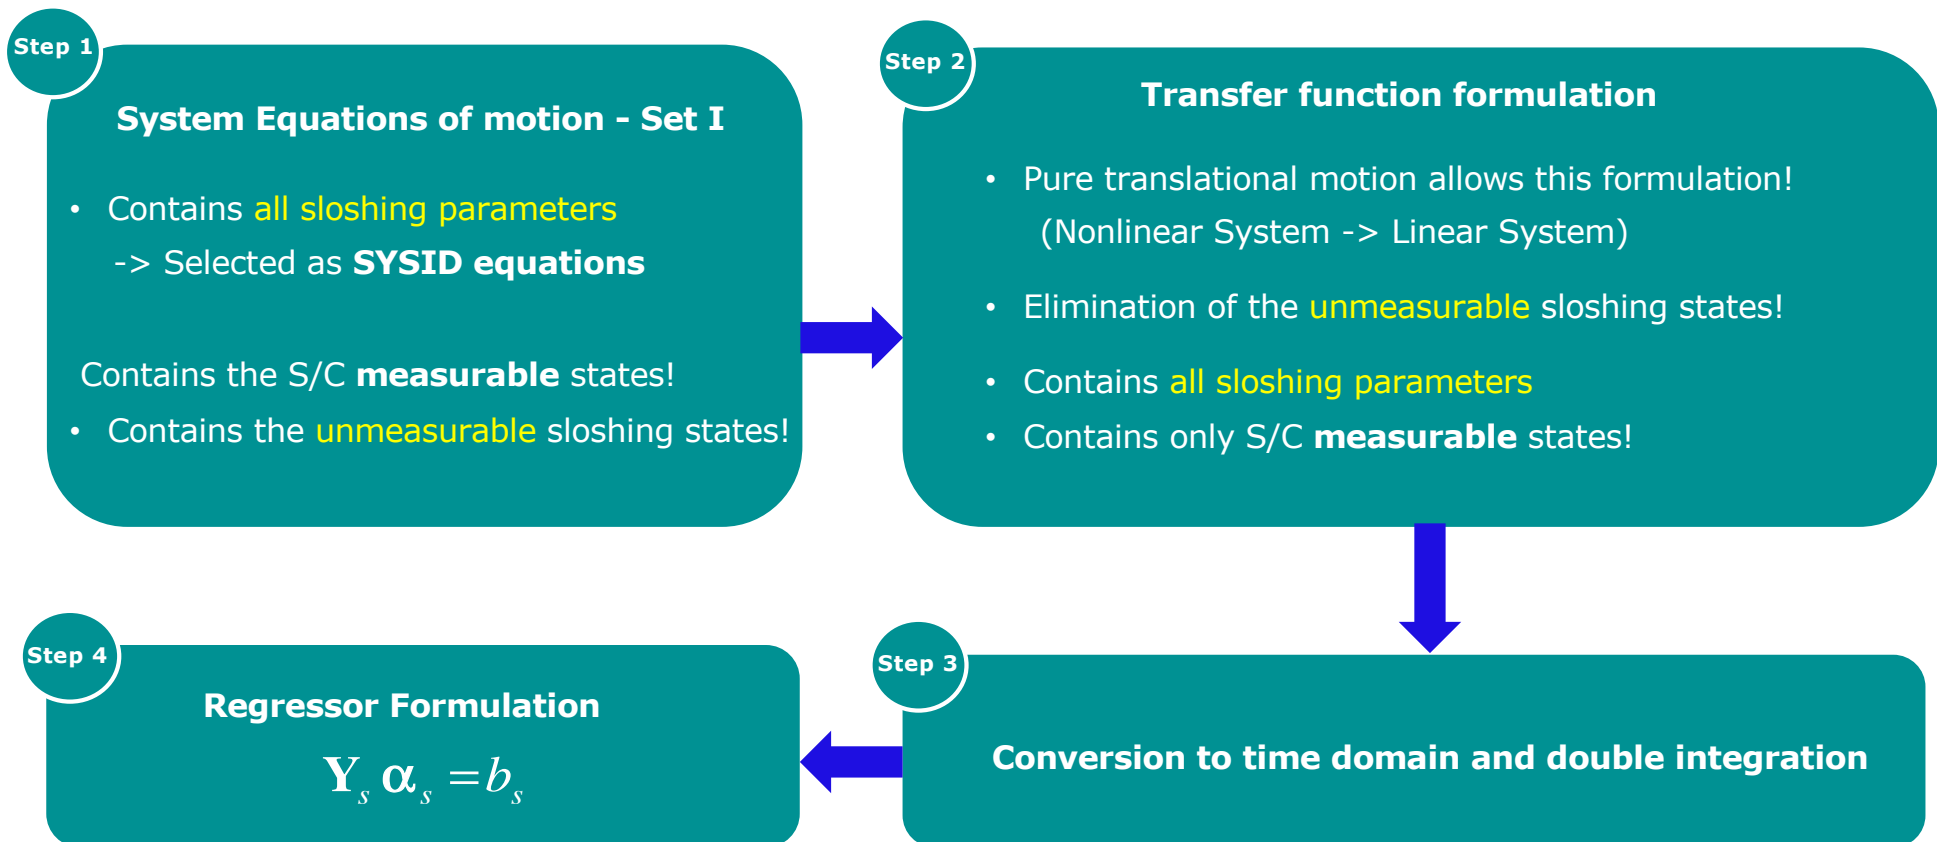 Step 1
System Equations of motion - Set I
• Contains all sloshing parameters
-> Selected as SYSID equations
Contains the S/C measurable states!
• Contains the unmeasurable sloshing states!
Step 2
Transfer function formulation
• Pure translational motion allows this formulation!
(Nonlinear System -> Linear System)
• Elimination of the unmeasurable sloshing states!
• Contains all sloshing parameters
• Contains only S/C measurable states!
Step 3
Conversion to time domain and double integration
Step 4
Regressor Formulation
Yₛ αₛ = bₛ